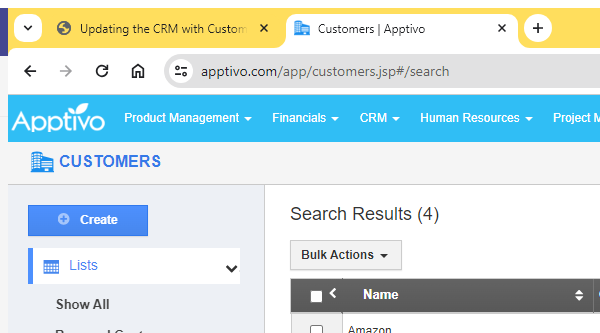 Updating the CRM with Custom
Customers | Apptivo
apptivo.com/app/customers.jsp#/search
Apptivo Product Management Financials CRM Human Resources Project M
CUSTOMERS
Create
Lists
Show All
Search Results (4)
Bulk Actions
Name
Amazon